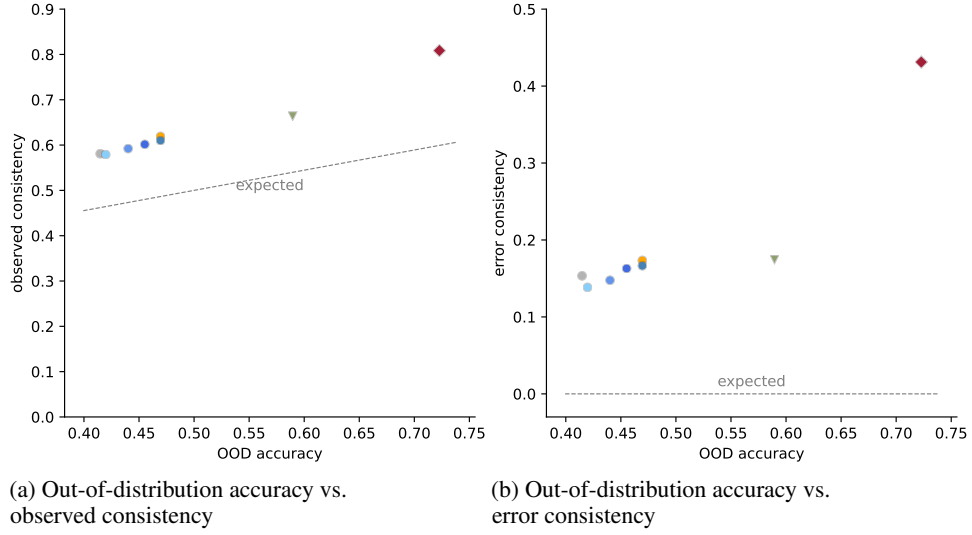 0.9
0.8
0.7
0.6
0.5
0.4
0.3
0.2
0.1
0.0
observed consistency
expected
0.40 0.45 0.50 0.55 0.60 0.65 0.70 0.75
OOD accuracy
(a) Out-of-distribution accuracy vs.
observed consistency
0.5
0.4
0.3
0.2
0.1
0.0
error consistency
expected
0.40 0.45 0.50 0.55 0.60 0.65 0.70 0.75
OOD accuracy
(b) Out-of-distribution accuracy vs.
error consistency